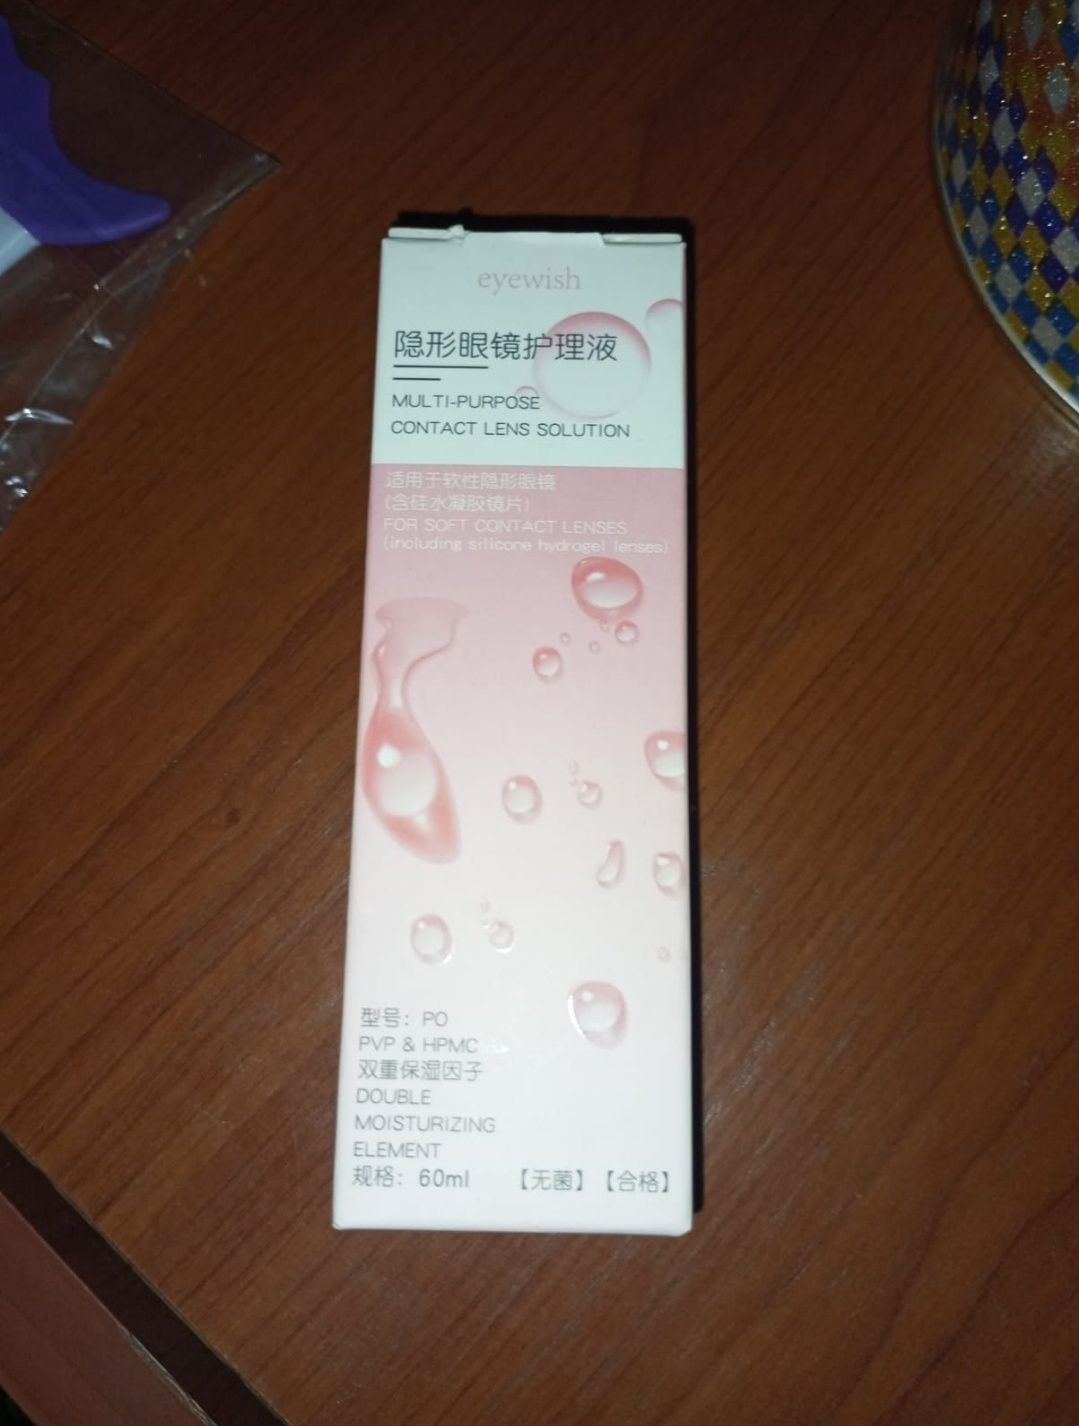 eyewish
隐形眼镜护理液
MULTI-PURPOSE
CONTACT LENS SOLUTION
适用于软性隐形眼镜
(含硅水凝胶镜片)
FOR SOFT CONTACT LENSES
(including silicone hydrogel lenses)
型号：PO
PVP & HPMC
双重保湿因子
DOUBLE
MOISTURIZING
ELEMENT
规格：60ml 【无菌】【合格】